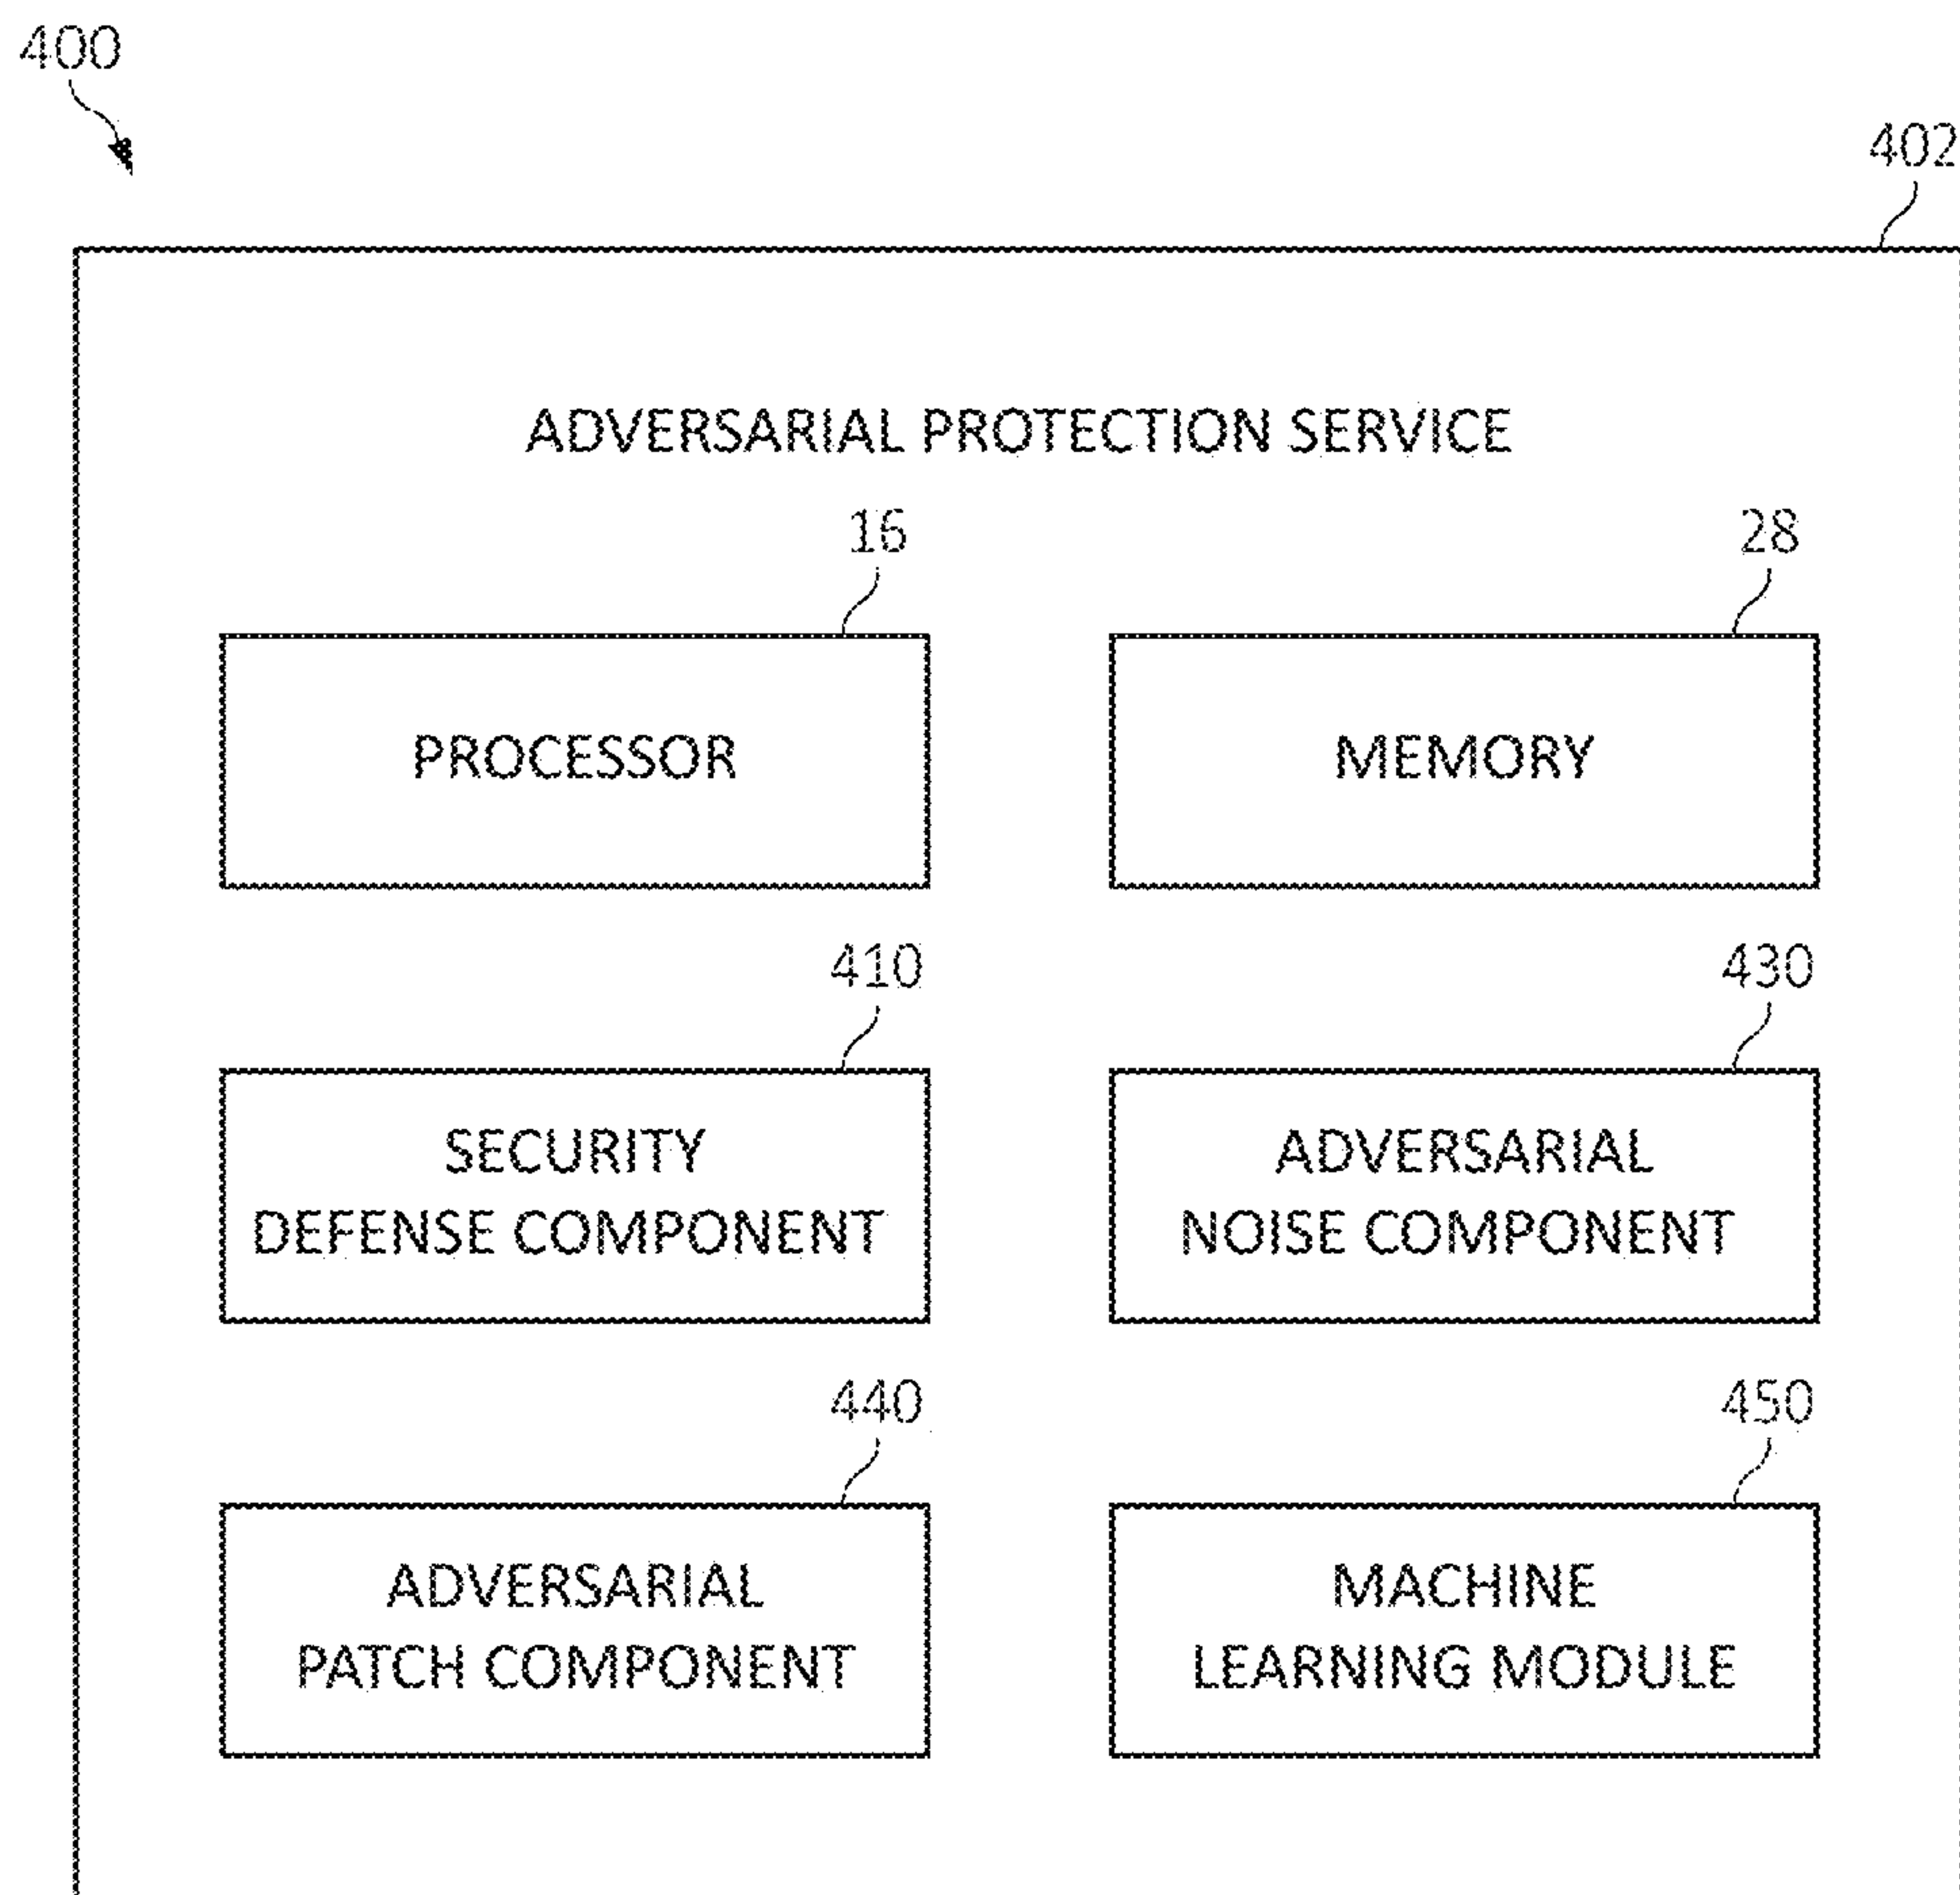 400
402
ADVERSARIAL PROTECTION SERVICE
16
28
PROCESSOR
MEMORY
410
430
SECURITY
DEFENSE COMPONENT
ADVERSARIAL
NOISE COMPONENT
440
450
ADVERSARIAL
PATCH COMPONENT
MACHINE
LEARNING MODULE